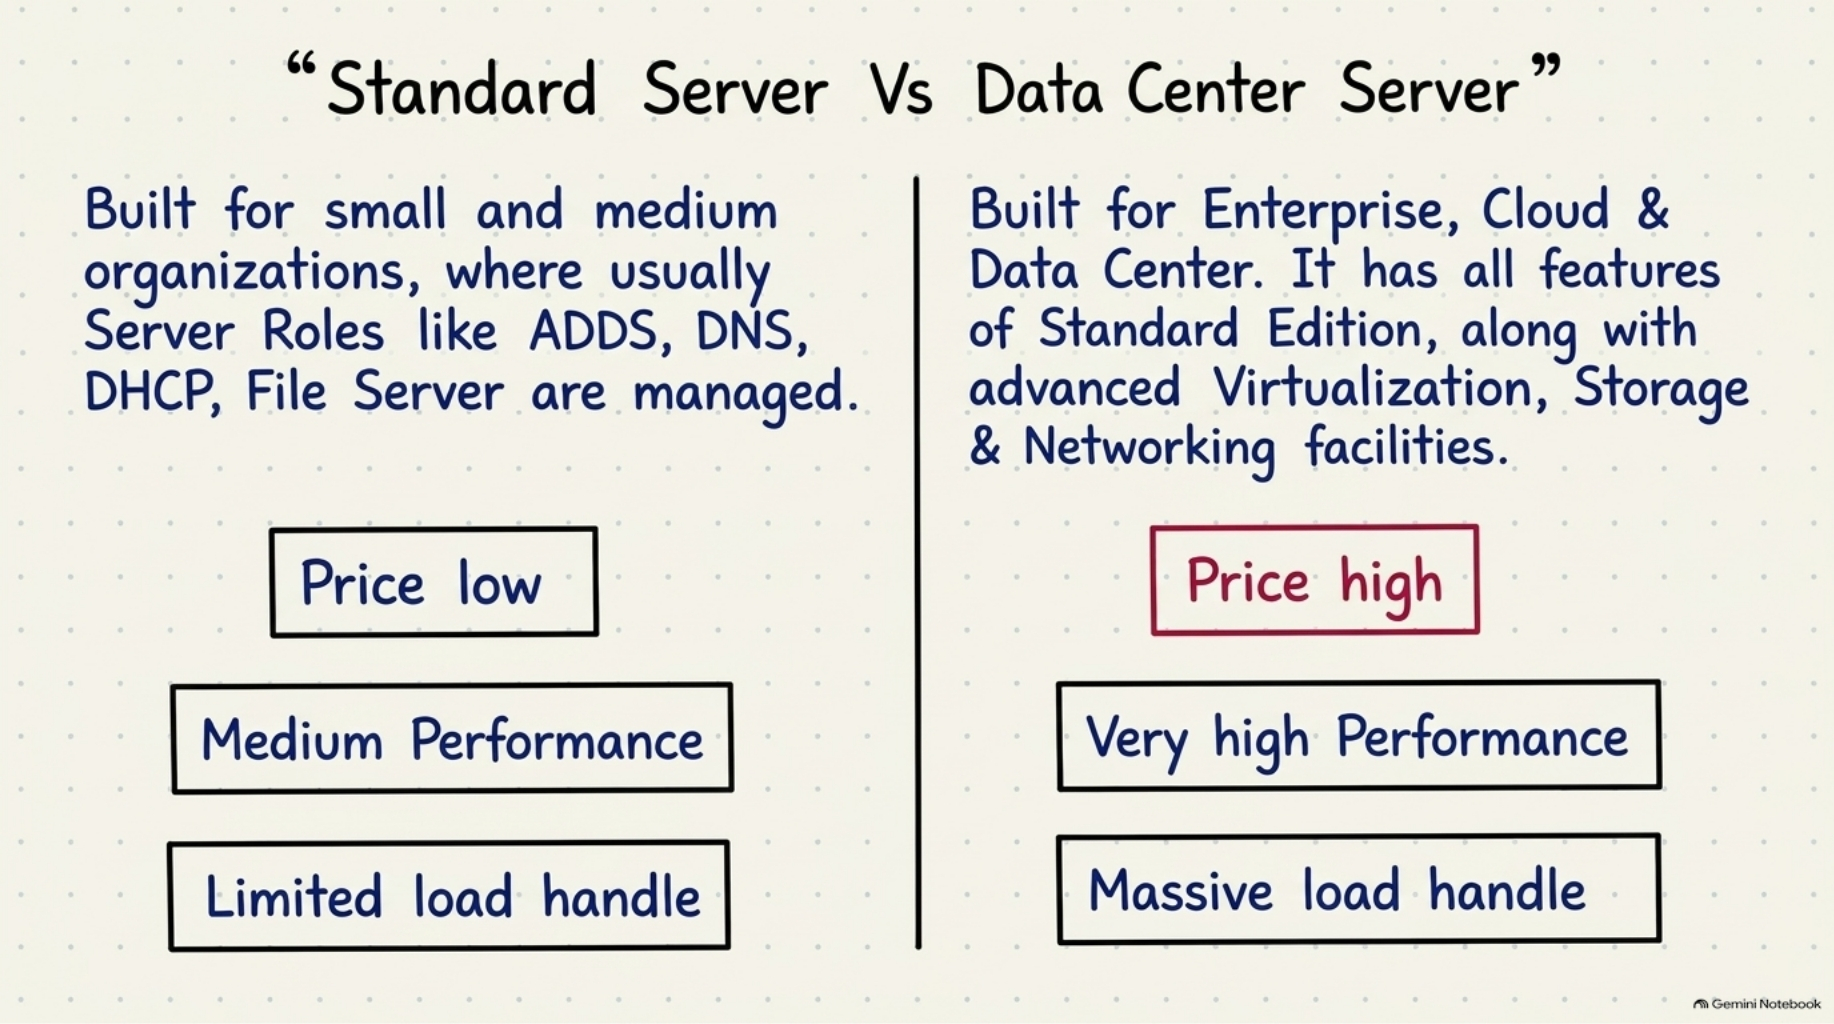 “Standard Server Vs Data Center Server”
Built for small and medium
organizations, where usually
Server Roles like ADDS, DNS,
DHCP, File Server are managed.
Price low
Medium Performance
Limited load handle
Built for Enterprise, Cloud &
Data Center. It has all features
of Standard Edition, along with
advanced Virtualization, Storage
& Networking facilities.
Price high
Very high Performance
Massive load handle
Gemini Notebook